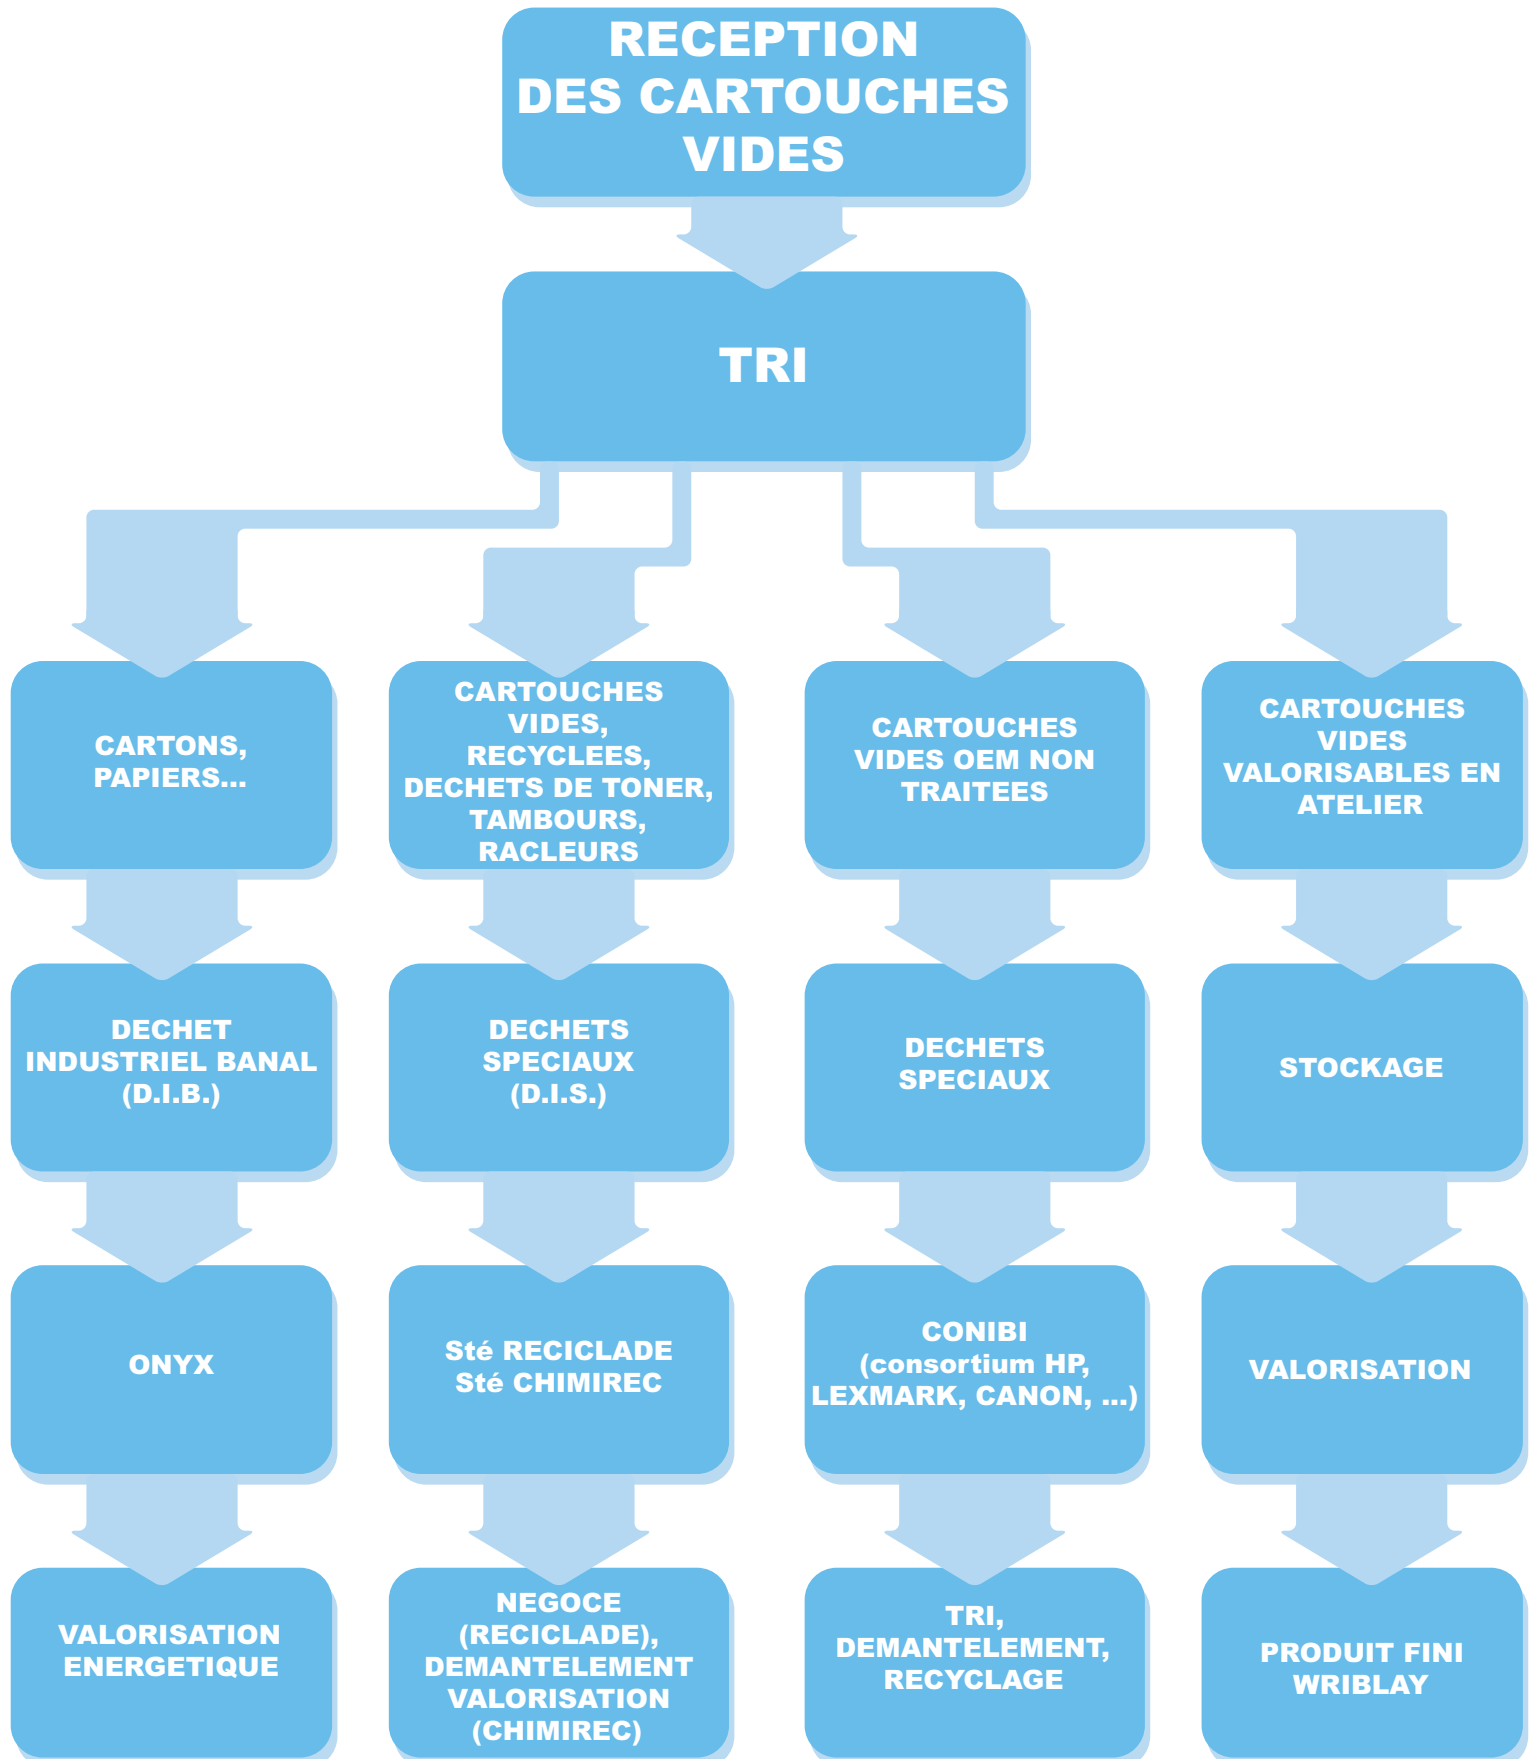 RECEPTION
DES CARTOUCHES
VIDES
TRI
CARTONS,
PAPIERS...
CARTOUCHES
VIDES,
RECYCLEES,
DECHETS DE TONER,
TAMBOURS,
RACLEURS
CARTOUCHES
VIDES OEM NON
TRAITEES
CARTOUCHES
VIDES
VALORISABLES EN
ATELIER
DECHET
INDUSTRIEL BANAL
(D.I.B.)
DECHETS
SPECIAUX
(D.I.S.)
DECHETS
SPECIAUX
STOCKAGE
ONYX
Sté RECICLADE
Sté CHIMIREC
CONIBI
(consortium HP,
LEXMARK, CANON, ...)
VALORISATION
VALORISATION
ENERGETIQUE
NEGOCE
(RECICLADE),
DEMANTELEMENT
VALORISATION
(CHIMIREC)
TRI,
DEMANTELEMENT,
RECYCLAGE
PRODUIT FINI
WRIBLAY